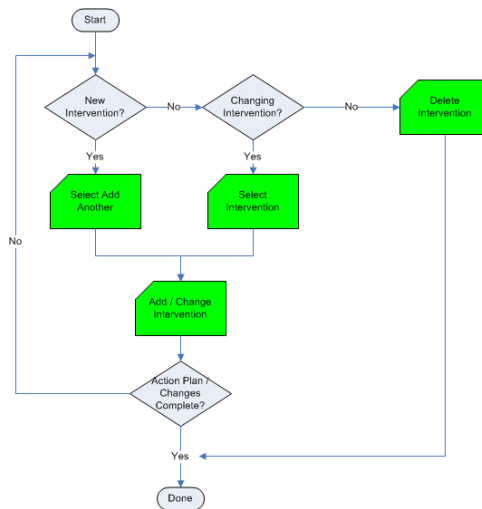 Start
New
Intervention?
No
Changing
Intervention?
No
Delete
Intervention
Yes
Yes
Select Add
Another
Select
Intervention
No
Add / Change
Intervention
Action Plan /
Changes
Complete?
Yes
Done